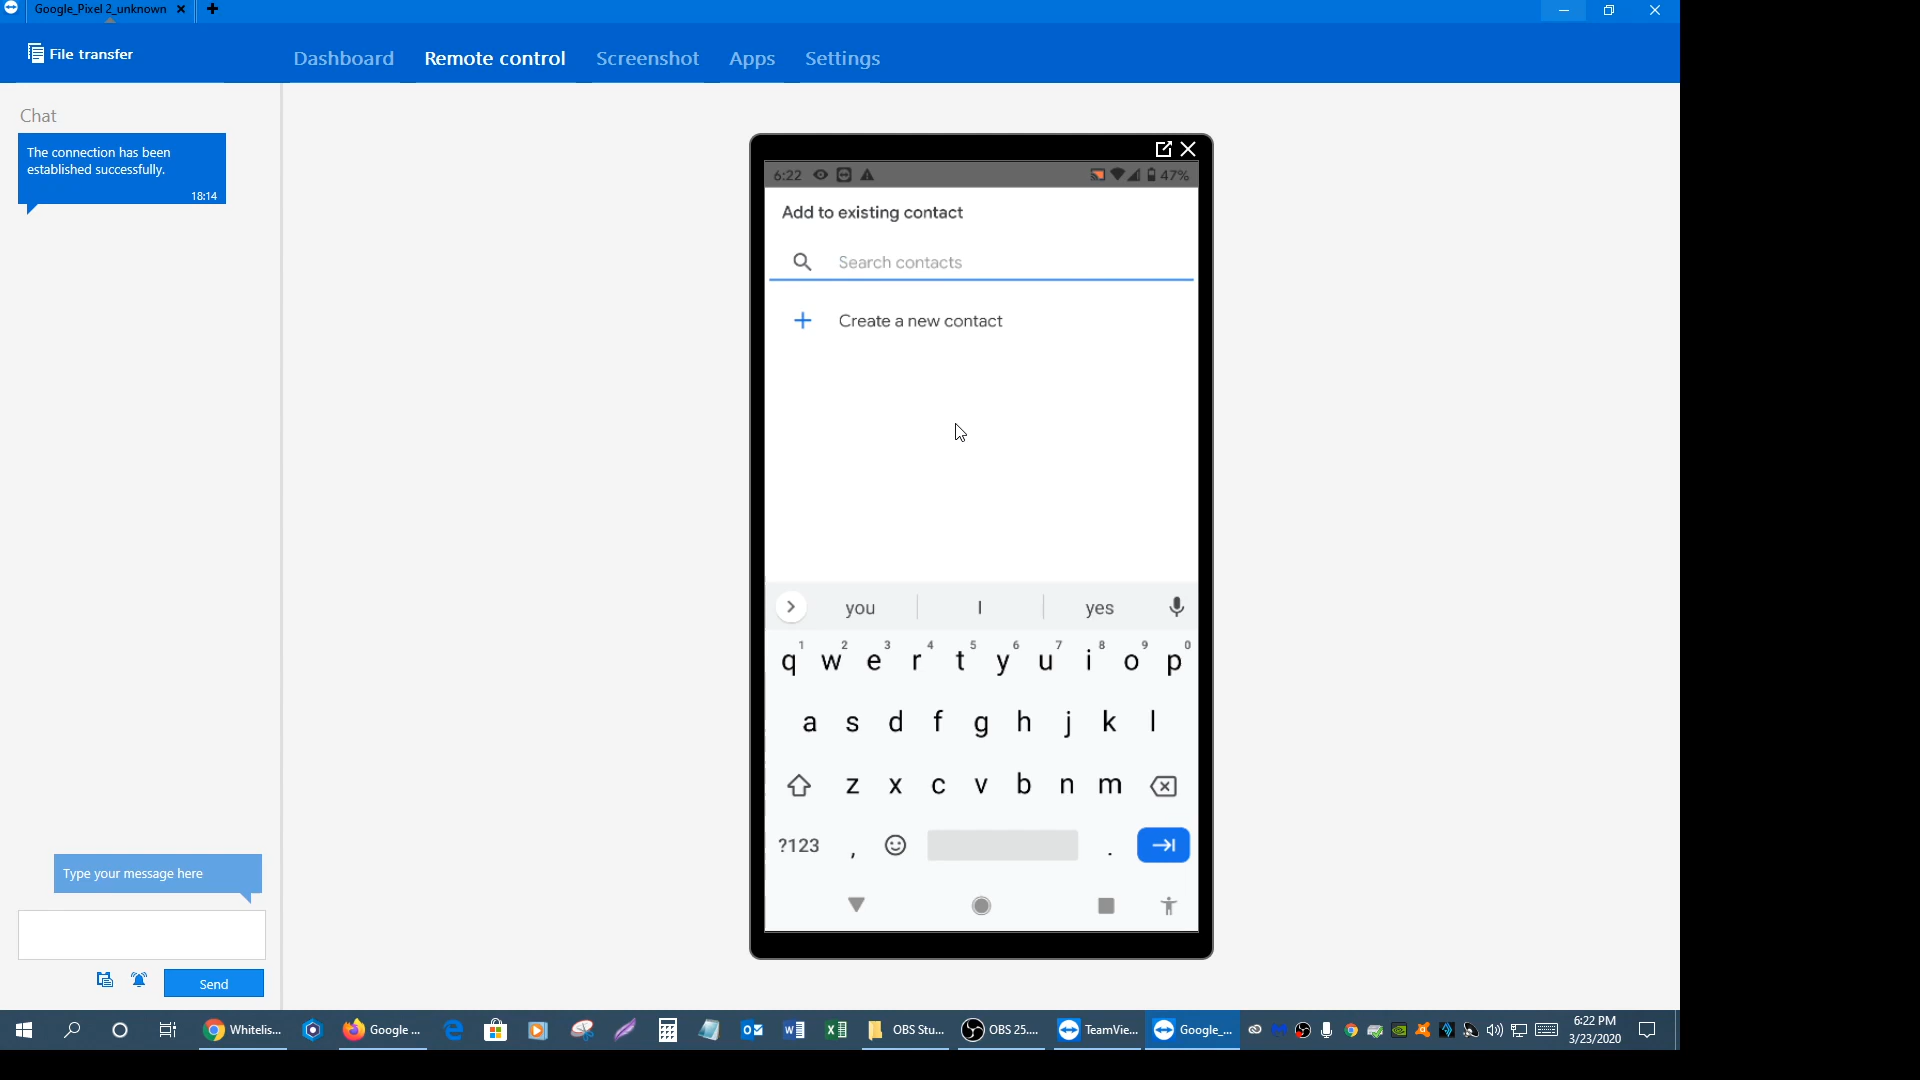 Google_Pixel 2_unknown
File transfer
Dashboard
Remote control
Screenshot
Apps
Settings
Chat
The connection has been
established successfully.
18:14
6:22
47%
Add to existing contact
Search contacts
Create a new contact
you
I
yes
1 2 3 4 5 6 7 8 9 0
q w e r t y u i o p
a s d f g h j k l
z x c v b n m
?123 , .
Type your message here
Send
Whitelis...
Google ...
OBS Stu...
OBS 25....
TeamVie...
Google_...
6:22 PM
3/23/2020